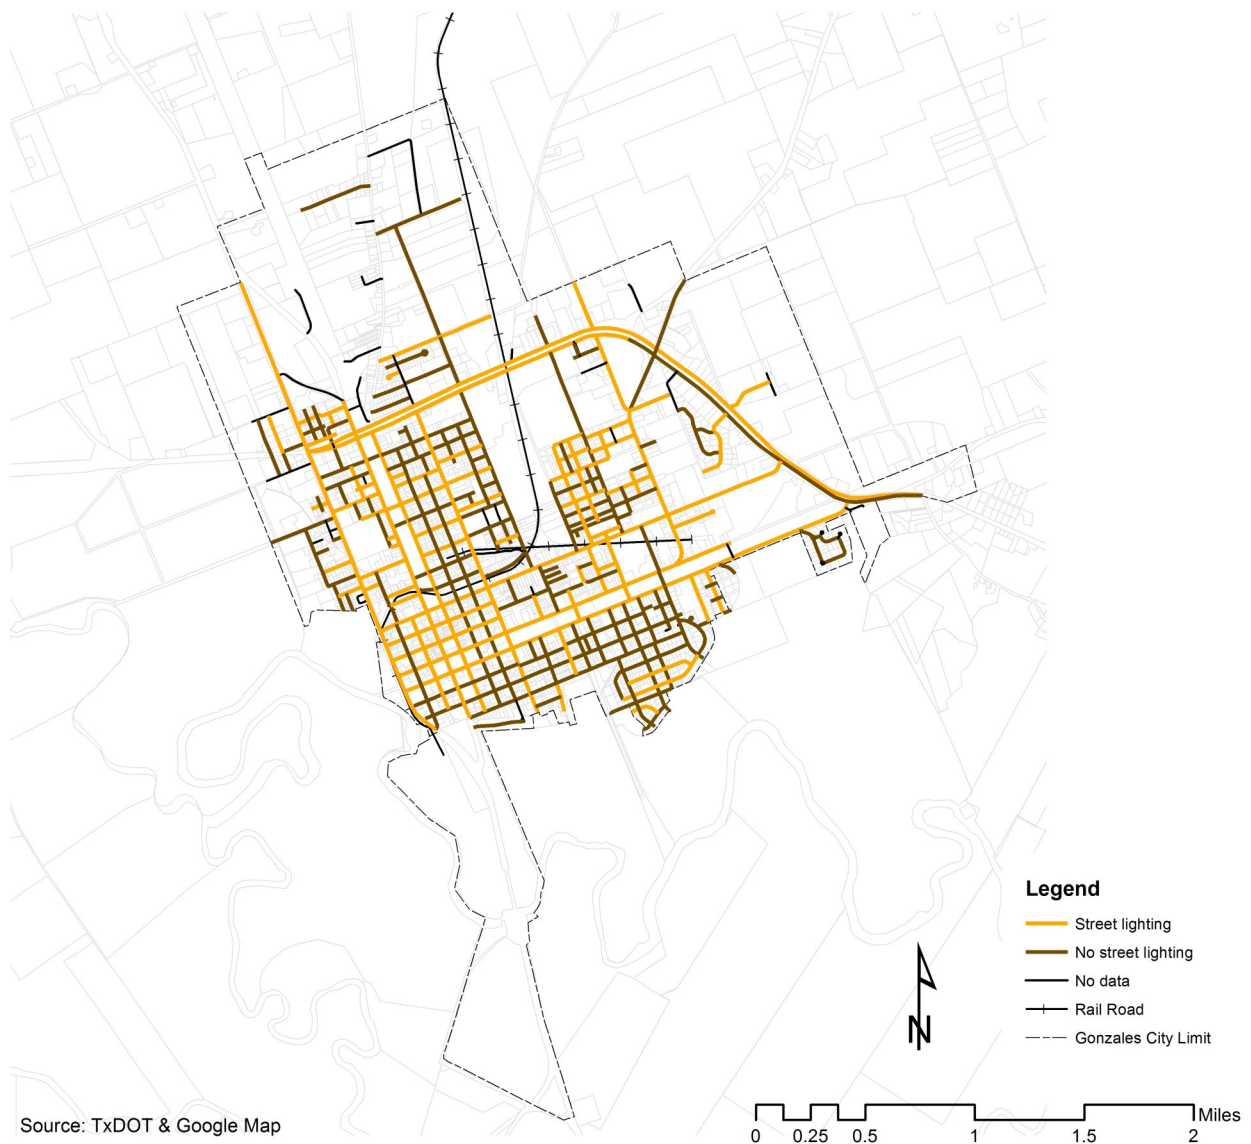 Legend
Street lighting
No street lighting
No data
Rail Road
Gonzales City Limit
N
Source: TxDOT & Google Map
Miles
0 0.25 0.5 1 1.5 2